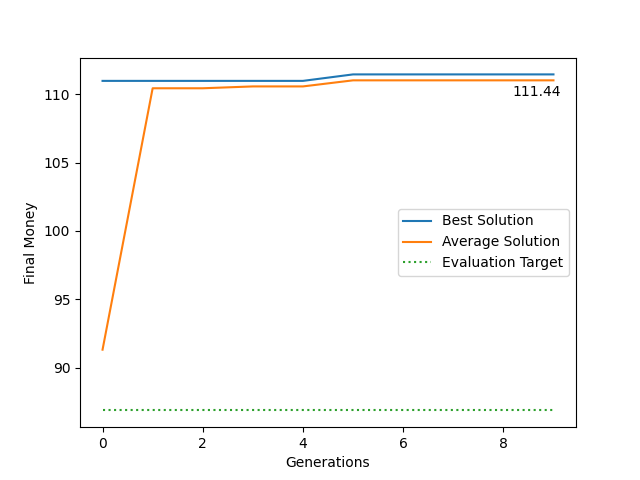 110
111.44
105
100
95
90
Final Money
Best Solution
Average Solution
Evaluation Target
0
2
4
6
8
Generations